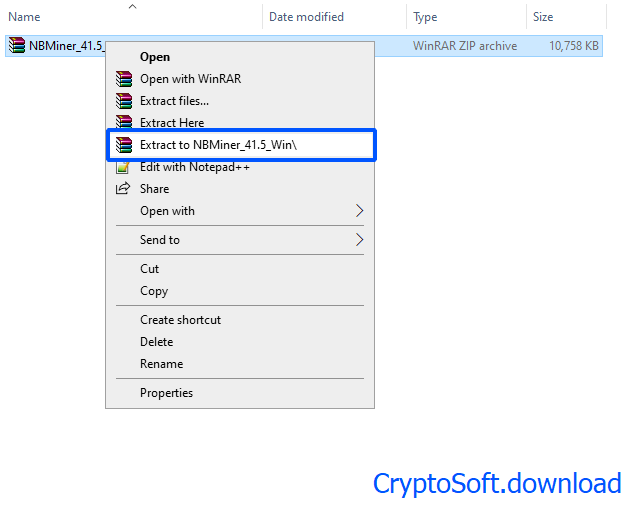 Name Date modified Type Size
NBMiner_41.5_ WinRAR ZIP archive 10,758 KB
Open
Open with WinRAR
Extract files...
Extract Here
Extract to NBMiner_41.5_Win\
Edit with Notepad++
Share
Open with
Send to
Cut
Copy
Create shortcut
Delete
Rename
Properties
CryptoSoft.download